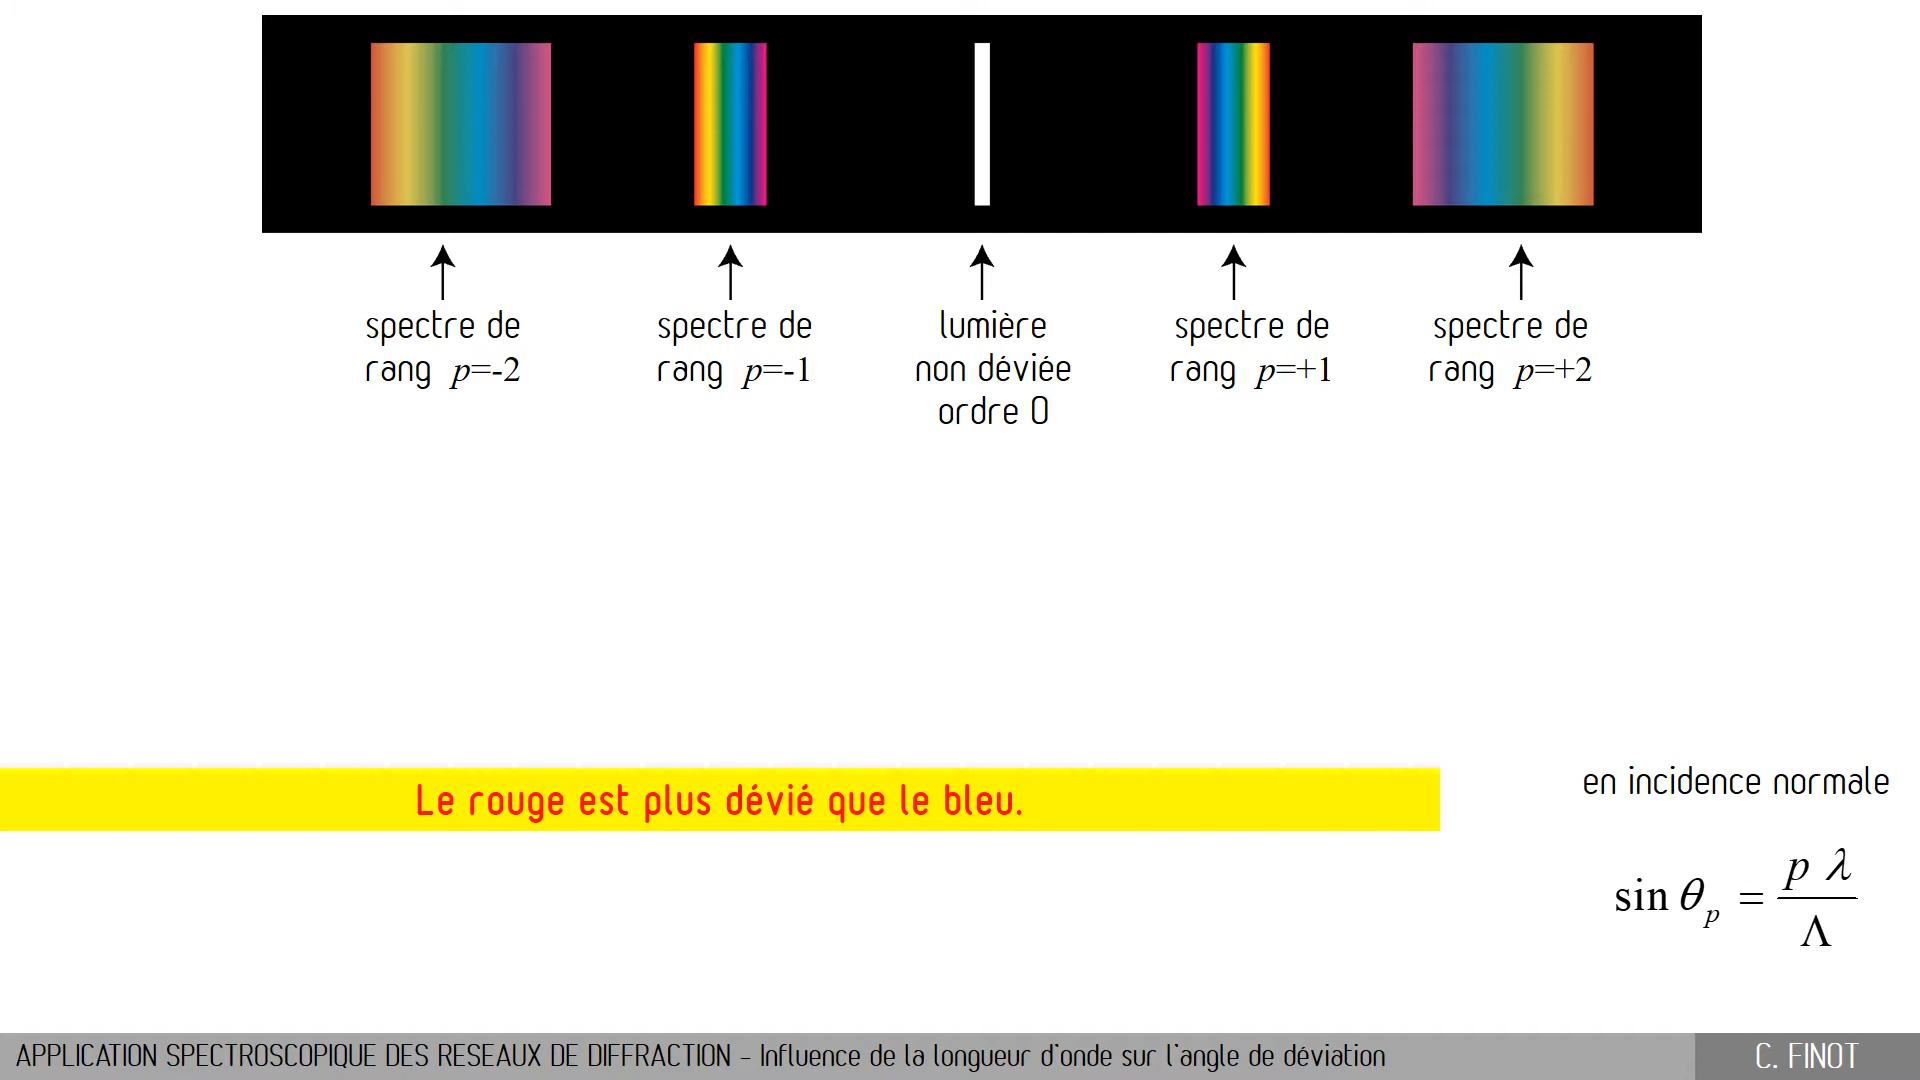 spectre de
rang p=-2
spectre de
rang p=-1
lumière
non déviée
ordre 0
spectre de
rang p=+1
spectre de
rang p=+2
Le rouge est plus dévié que le bleu.
en incidence normale
sin θ_p = p λ / Λ
APPLICATION SPECTROSCOPIQUE DES RESEAUX DE DIFFRACTION - Influence de la longueur d'onde sur l'angle de déviation
C. FINOT